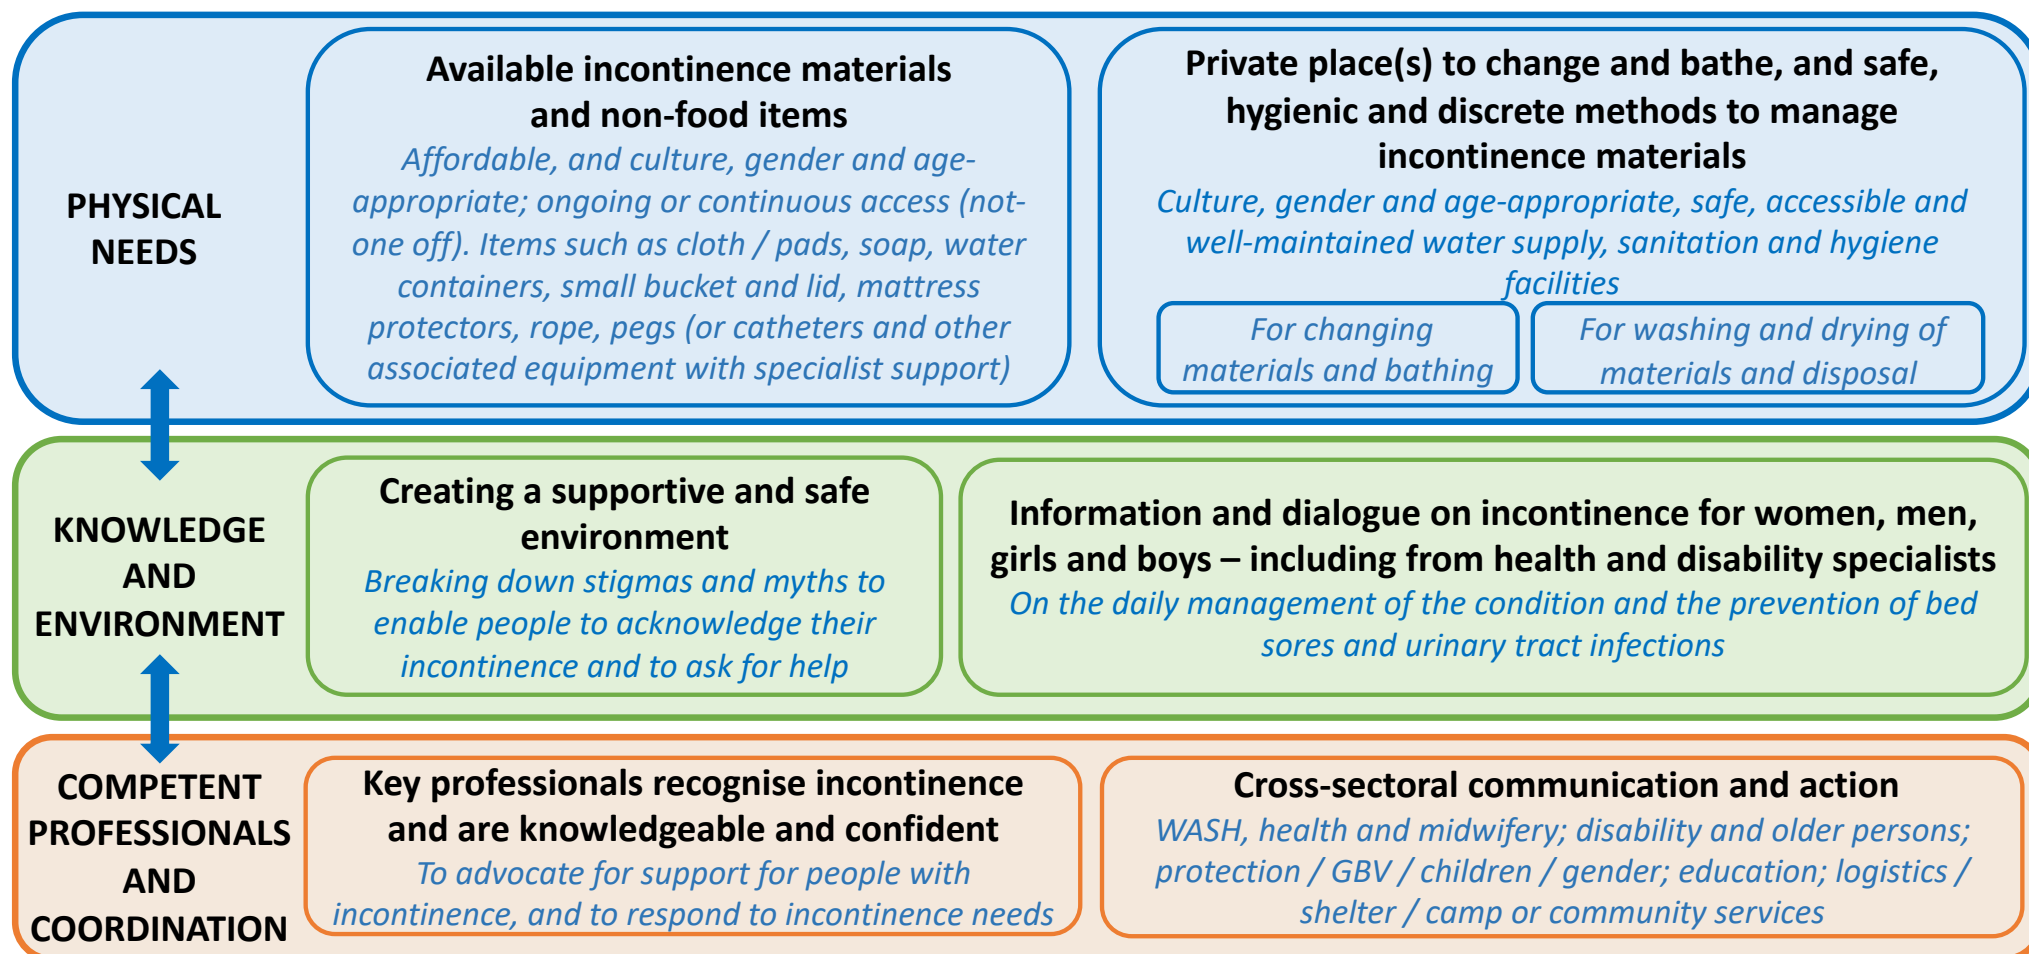 PHYSICAL
NEEDS
Available incontinence materials
and non-food items
Affordable, and culture, gender and age-
appropriate; ongoing or continuous access (not-
one off). Items such as cloth / pads, soap, water
containers, small bucket and lid, mattress
protectors, rope, pegs (or catheters and other
associated equipment with specialist support)
Private place(s) to change and bathe, and safe,
hygienic and discrete methods to manage
incontinence materials
Culture, gender and age-appropriate, safe, accessible and
well-maintained water supply, sanitation and hygiene
facilities
For changing
materials and bathing
For washing and drying of
materials and disposal
KNOWLEDGE
AND
ENVIRONMENT
Creating a supportive and safe
environment
Breaking down stigmas and myths to
enable people to acknowledge their
incontinence and to ask for help
Information and dialogue on incontinence for women, men,
girls and boys – including from health and disability specialists
On the daily management of the condition and the prevention of bed
sores and urinary tract infections
COMPETENT
PROFESSIONALS
AND
COORDINATION
Key professionals recognise incontinence
and are knowledgeable and confident
To advocate for support for people with
incontinence, and to respond to incontinence needs
Cross-sectoral communication and action
WASH, health and midwifery; disability and older persons;
protection / GBV / children / gender; education; logistics /
shelter / camp or community services